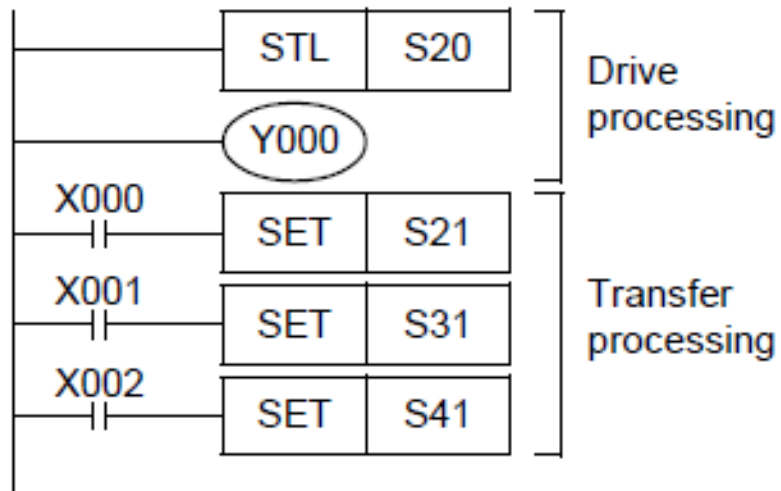 STL S20
Drive
processing
Y000
X000
SET S21
X001
SET S31
Transfer
processing
X002
SET S41